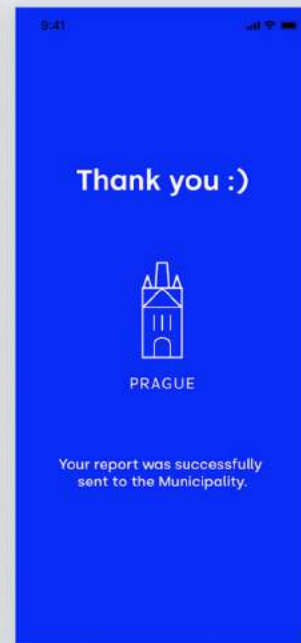 9:41
Thank you :)
PRAGUE
Your report was successfully
sent to the Municipality.